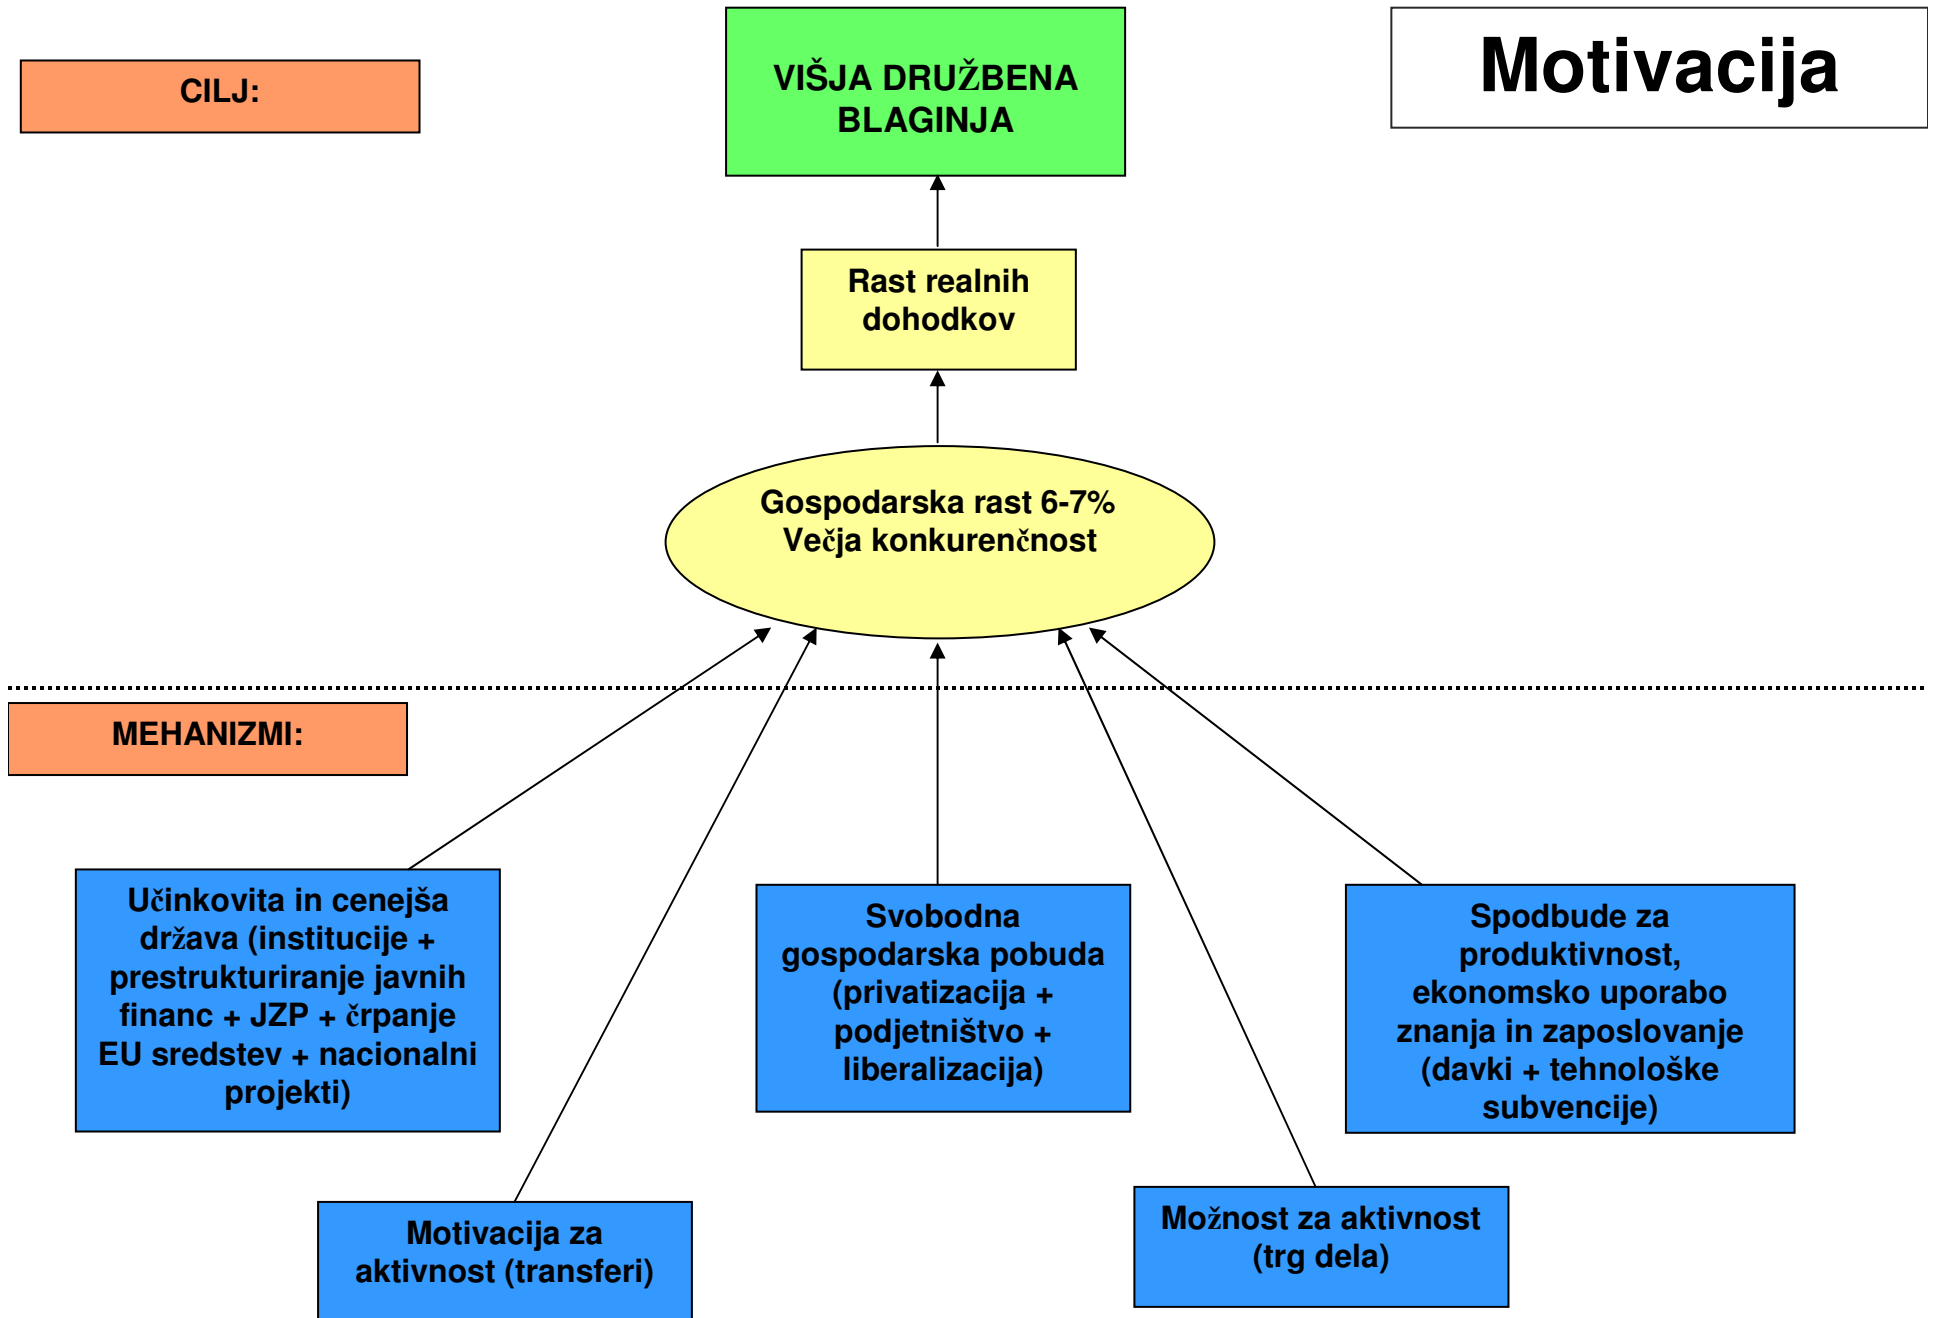 CILJ:
VIŠJA DRUŽBENA
BLAGINJA
Motivacija
Rast realnih
dohodkov
Gospodarska rast 6-7%
Večja konkurenčnost
MEHANIZMI:
Učinkovita in cenejša
država (institucije +
prestrukturiranje javnih
financ + JZP + črpanje
EU sredstev + nacionalni
projekti)
Svobodna
gospodarska pobuda
(privatizacija +
podjetništvo +
liberalizacija)
Spodbude za
produktivnost,
ekonomsko uporabo
znanja in zaposlovanje
(davki + tehnološke
subvencije)
Motivacija za
aktivnost (transferi)
Možnost za aktivnost
(trg dela)